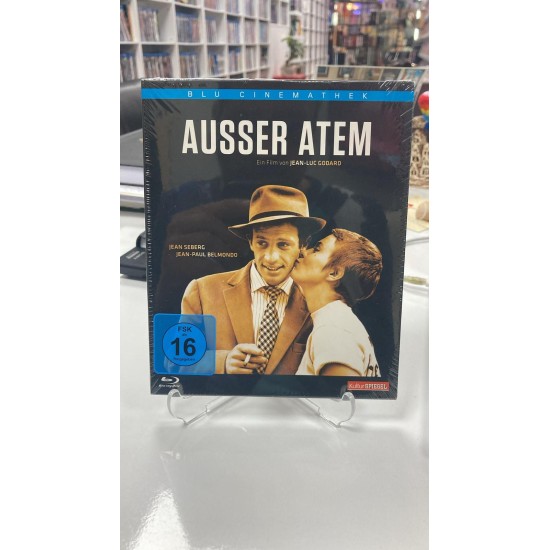 BLU CINEMATHEK
AUSSER ATEM
Ein Film von JEAN-LUC GODARD
JEAN SEBERG
JEAN-PAUL BELMONDO
FSK
16
KulturSPIEGEL